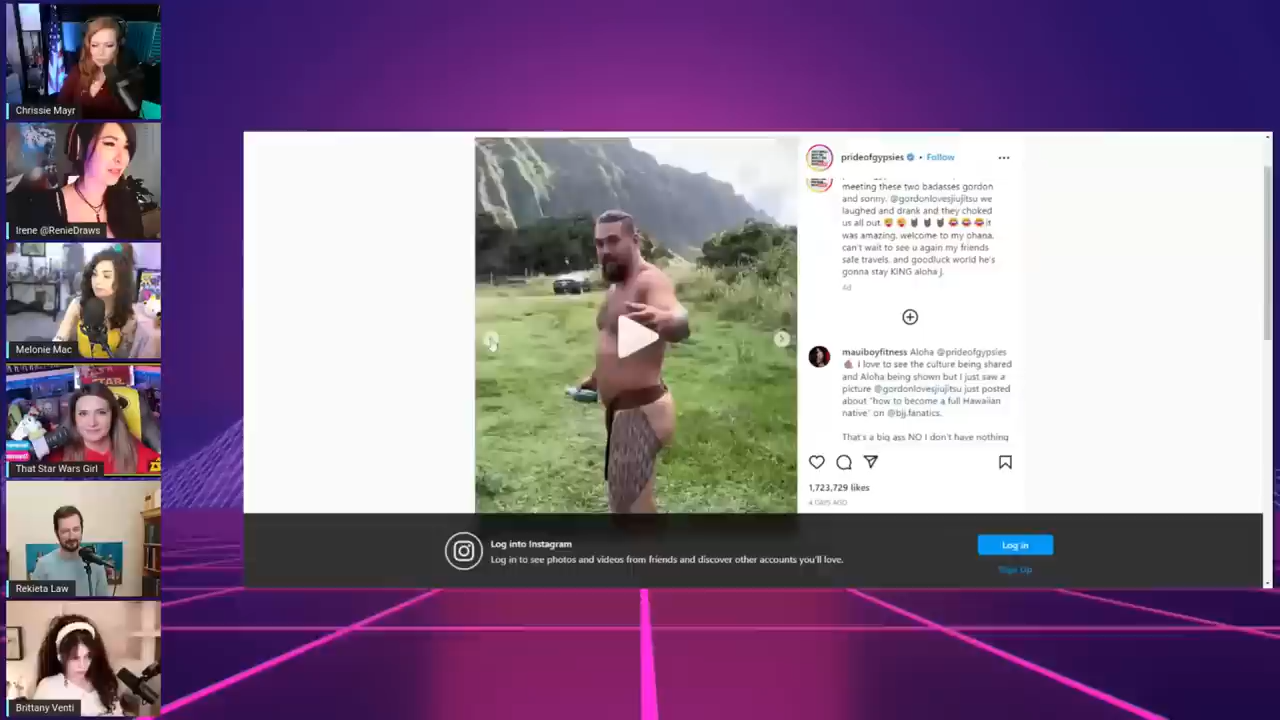 Chrissie Mayr
Irene @RenieDraws
Melonie Mac
That Star Wars Girl
Rekieta Law
Brittany Venti
prideofgypsies • Follow
meeting these two badasses gordon
and sonny. @gordonlovesjiujitsu we
laughed and drank and they choked
us all out. 🤣 🤣 🤘🏾 🤘🏾 🤘🏾 😂 😂 😂 it
was amazing. welcome to my ohana.
can't wait to see u again my friends
safe travels. and goodluck world he's
gonna stay KING aloha J.
4d
mauiboyfitness Aloha @prideofgypsies
🤙🏽 i love to see the culture being shared
and Aloha being shown but I just saw a
picture @gordonlovesjiujitsu just posted
about "how to become a full Hawaiian
native" on @bjj.fanatics.
That's a big ass NO I don't have nothing
1,723,729 likes
4 DAYS AGO
Log into Instagram
Log in to see photos and videos from friends and discover other accounts you'll love.
Log in
Sign Up